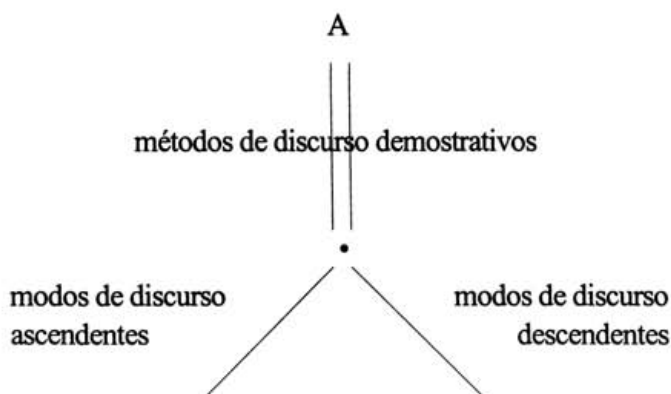 A
métodos de discurso demostrativos
modos de discurso
ascendentes
modos de discurso
descendentes